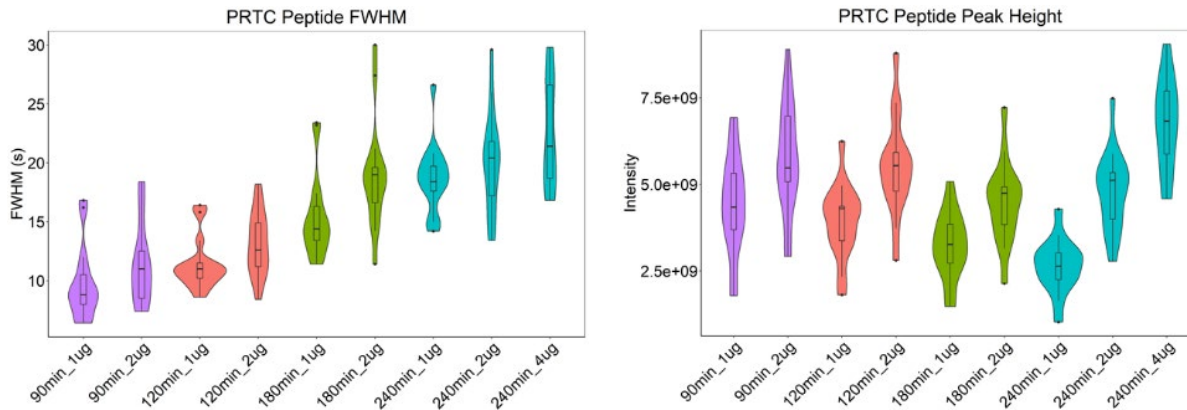 PRTC Peptide FWHM
FWHM (s)
30
25
20
15
10
90min_1ug
90min_2ug
120min_1ug
120min_2ug
180min_1ug
180min_2ug
240min_1ug
240min_2ug
240min_4ug
PRTC Peptide Peak Height
Intensity
7.5e+09
5.0e+09
2.5e+09
90min_1ug
90min_2ug
120min_1ug
120min_2ug
180min_1ug
180min_2ug
240min_1ug
240min_2ug
240min_4ug